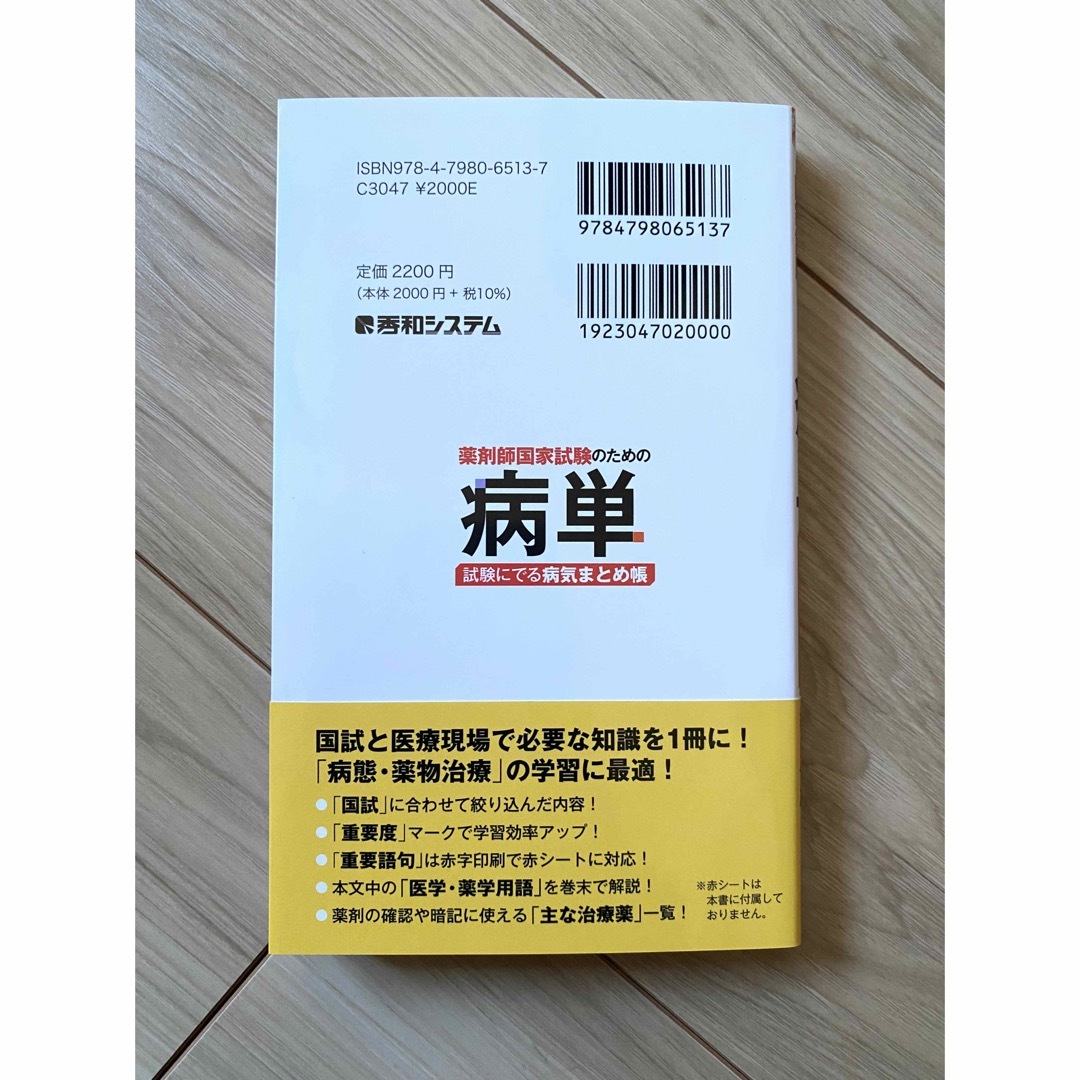 ISBN978-4-7980-6513-7
C3047 ¥2000E
9784798065137
定価 2200 円
(本体 2000 円 + 税10%)
1923047020000
秀和システム
薬剤師国家試験のための
病単
試験にでる病気まとめ帳
国試と医療現場で必要な知識を1冊に!
「病態・薬物治療」の学習に最適!
●「国試」に合わせて絞り込んだ内容!
●「重要度」マークで学習効率アップ!
●「重要語句」は赤字印刷で赤シートに対応!
● 本文中の「医学・薬学用語」を巻末で解説!
● 薬剤の確認や暗記に使える「主な治療薬」一覧!
※赤シートは
本書に付属して
おりません。